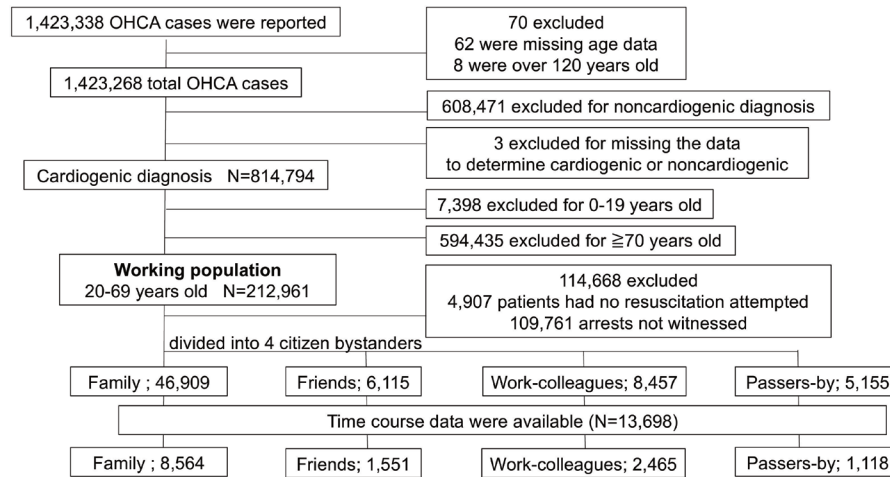 1,423,338 OHCA cases were reported
70 excluded
62 were missing age data
8 were over 120 years old
1,423,268 total OHCA cases
608,471 excluded for noncardiogenic diagnosis
3 excluded for missing the data
to determine cardiogenic or noncardiogenic
Cardiogenic diagnosis N=814,794
7,398 excluded for 0-19 years old
594,435 excluded for ≧70 years old
Working population
20-69 years old N=212,961
114,668 excluded
4,907 patients had no resuscitation attempted
109,761 arrests not witnessed
divided into 4 citizen bystanders
Family ; 46,909
Friends; 6,115
Work-colleagues; 8,457
Passers-by; 5,155
Time course data were available (N=13,698)
Family ; 8,564
Friends; 1,551
Work-colleagues; 2,465
Passers-by; 1,118